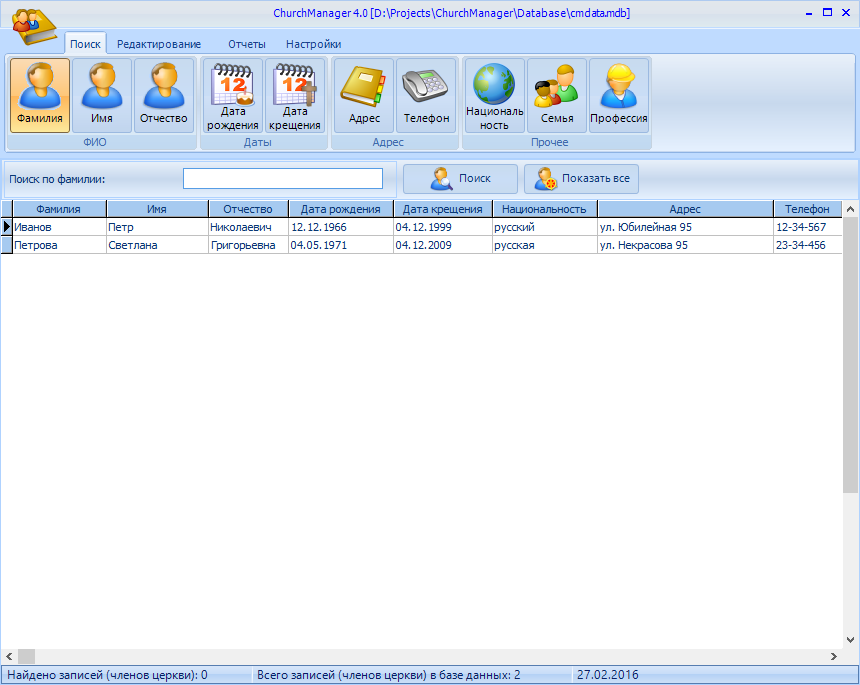 ChurchManager 4.0 [D:\Projects\ChurchManager\Database\cmdata.mdb]
Поиск Редактирование Отчеты Настройки
12 12
Фамилия Имя Отчество Дата рождения Дата крещения Адрес Телефон Националь ность Семья Профессия
ФИО Даты Адрес Прочее
Поиск по фамилии: Поиск Показать все
Фамилия Имя Отчество Дата рождения Дата крещения Национальность Адрес Телефон
Иванов Петр Николаевич 12.12.1966 04.12.1999 русский ул. Юбилейная 95 12-34-567
Петрова Светлана Григорьевна 04.05.1971 04.12.2009 русская ул. Некрасова 95 23-34-456
Найдено записей (членов церкви): 0 Всего записей (членов церкви) в базе данных: 2 27.02.2016